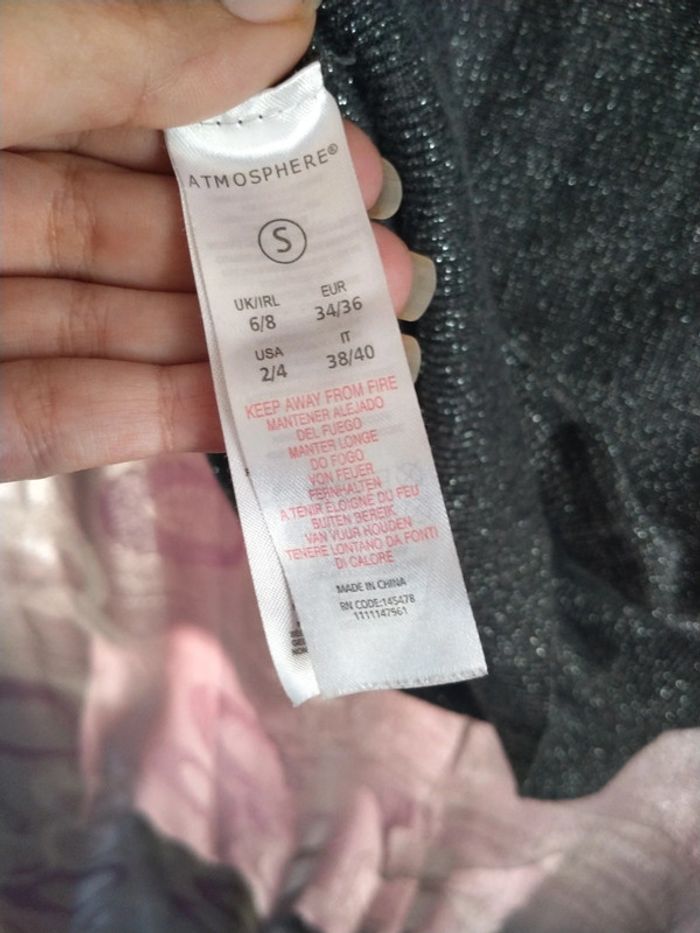 ATMOSPHERE®
S
UK/IRL EUR
6/8 34/36
USA IT
2/4 38/40
KEEP AWAY FROM FIRE
MANTENER ALEJADO
DEL FUEGO
MANTER LONGE
DO FOGO
VON FEUER
FERNHALTEN
A TENIR ÉLOIGNÉ DU FEU
BUITEN BEREIK
VAN VUUR HOUDEN
TENERE LONTANO DA FONTI
DI CALORE
MADE IN CHINA
RN CODE:145478
1111147961